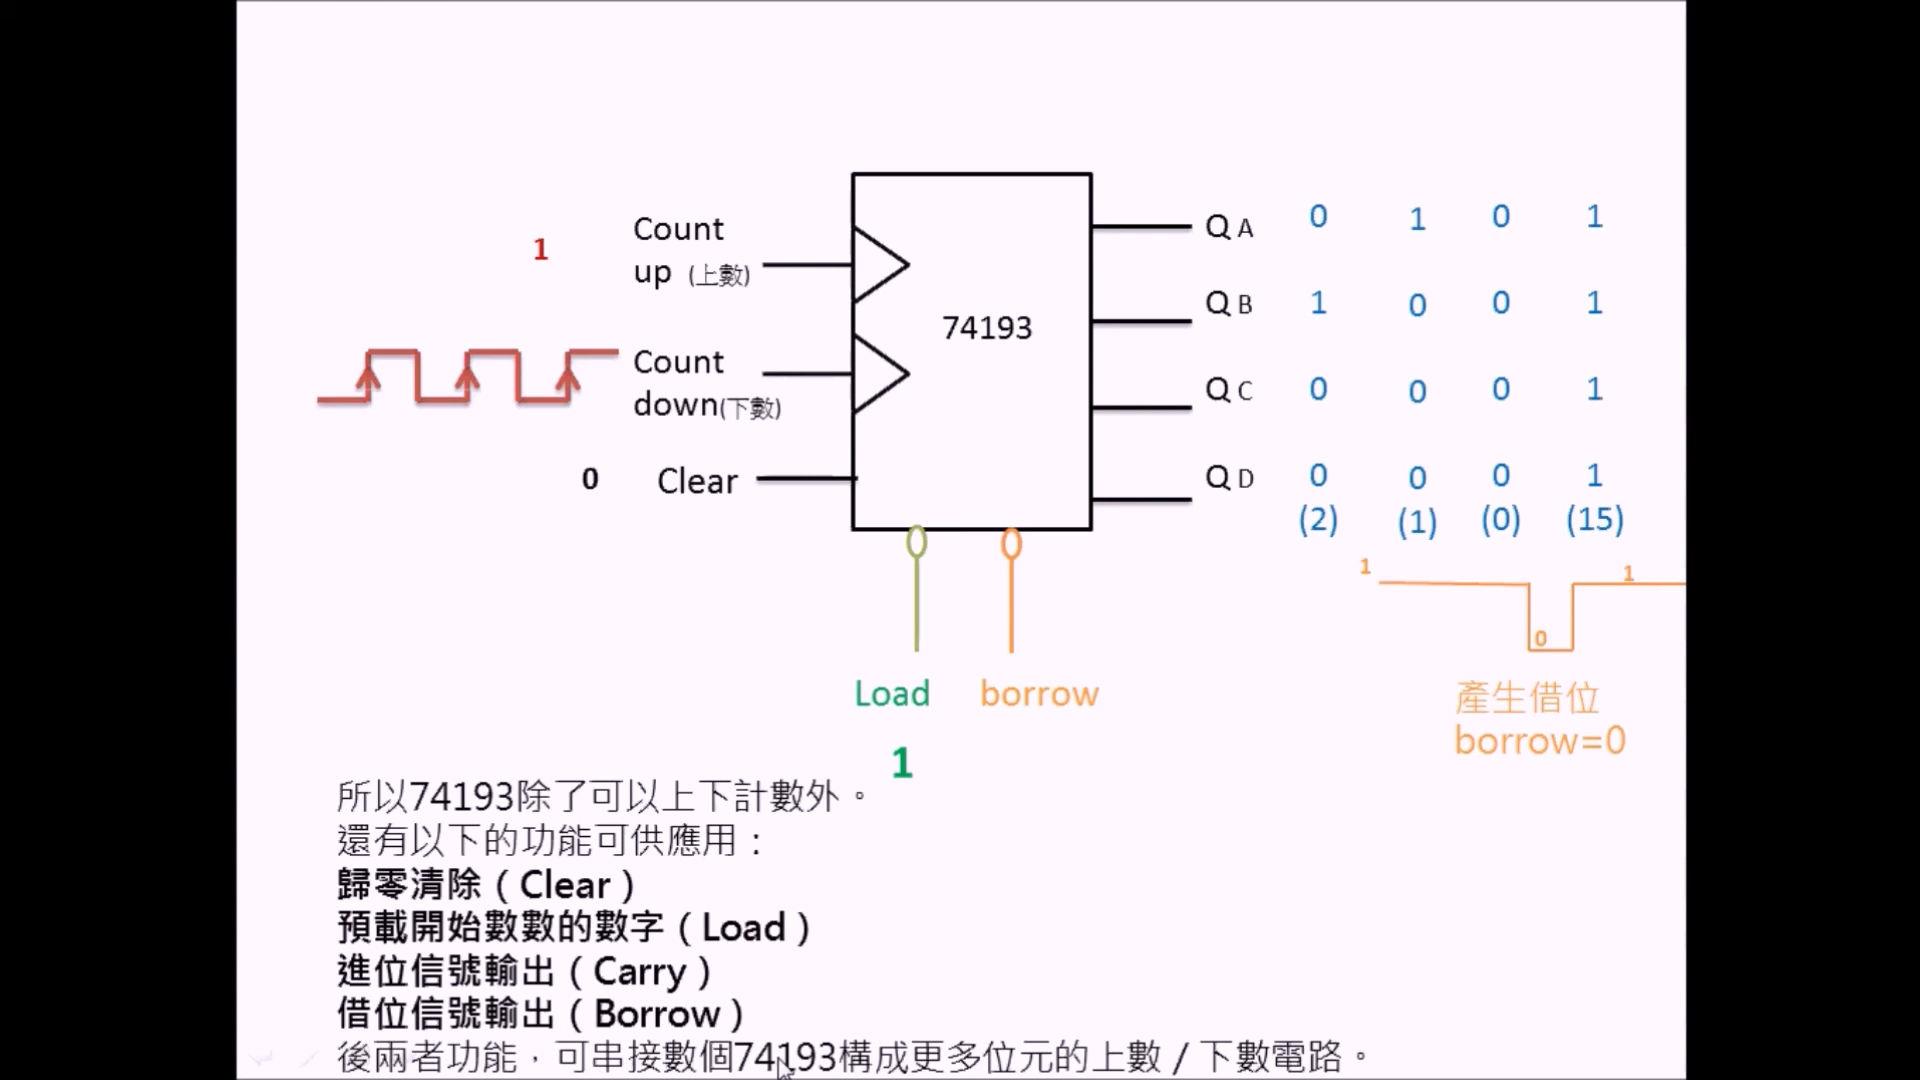 Count
up (上數)
1
74193
Count
down(下數)
0 Clear
Q A 0 1 0 1
Q B 1 0 0 1
Q C 0 0 0 1
Q D 0 0 0 1
(2) (1) (0) (15)
1 0 1
Load borrow
1
產生借位
borrow=0
所以74193除了可以上下計數外。
還有以下的功能可供應用：
歸零清除（Clear）
預載開始數數的數字（Load）
進位信號輸出（Carry）
借位信號輸出（Borrow）
後兩者功能，可串接數個74193構成更多位元的上數 / 下數電路。